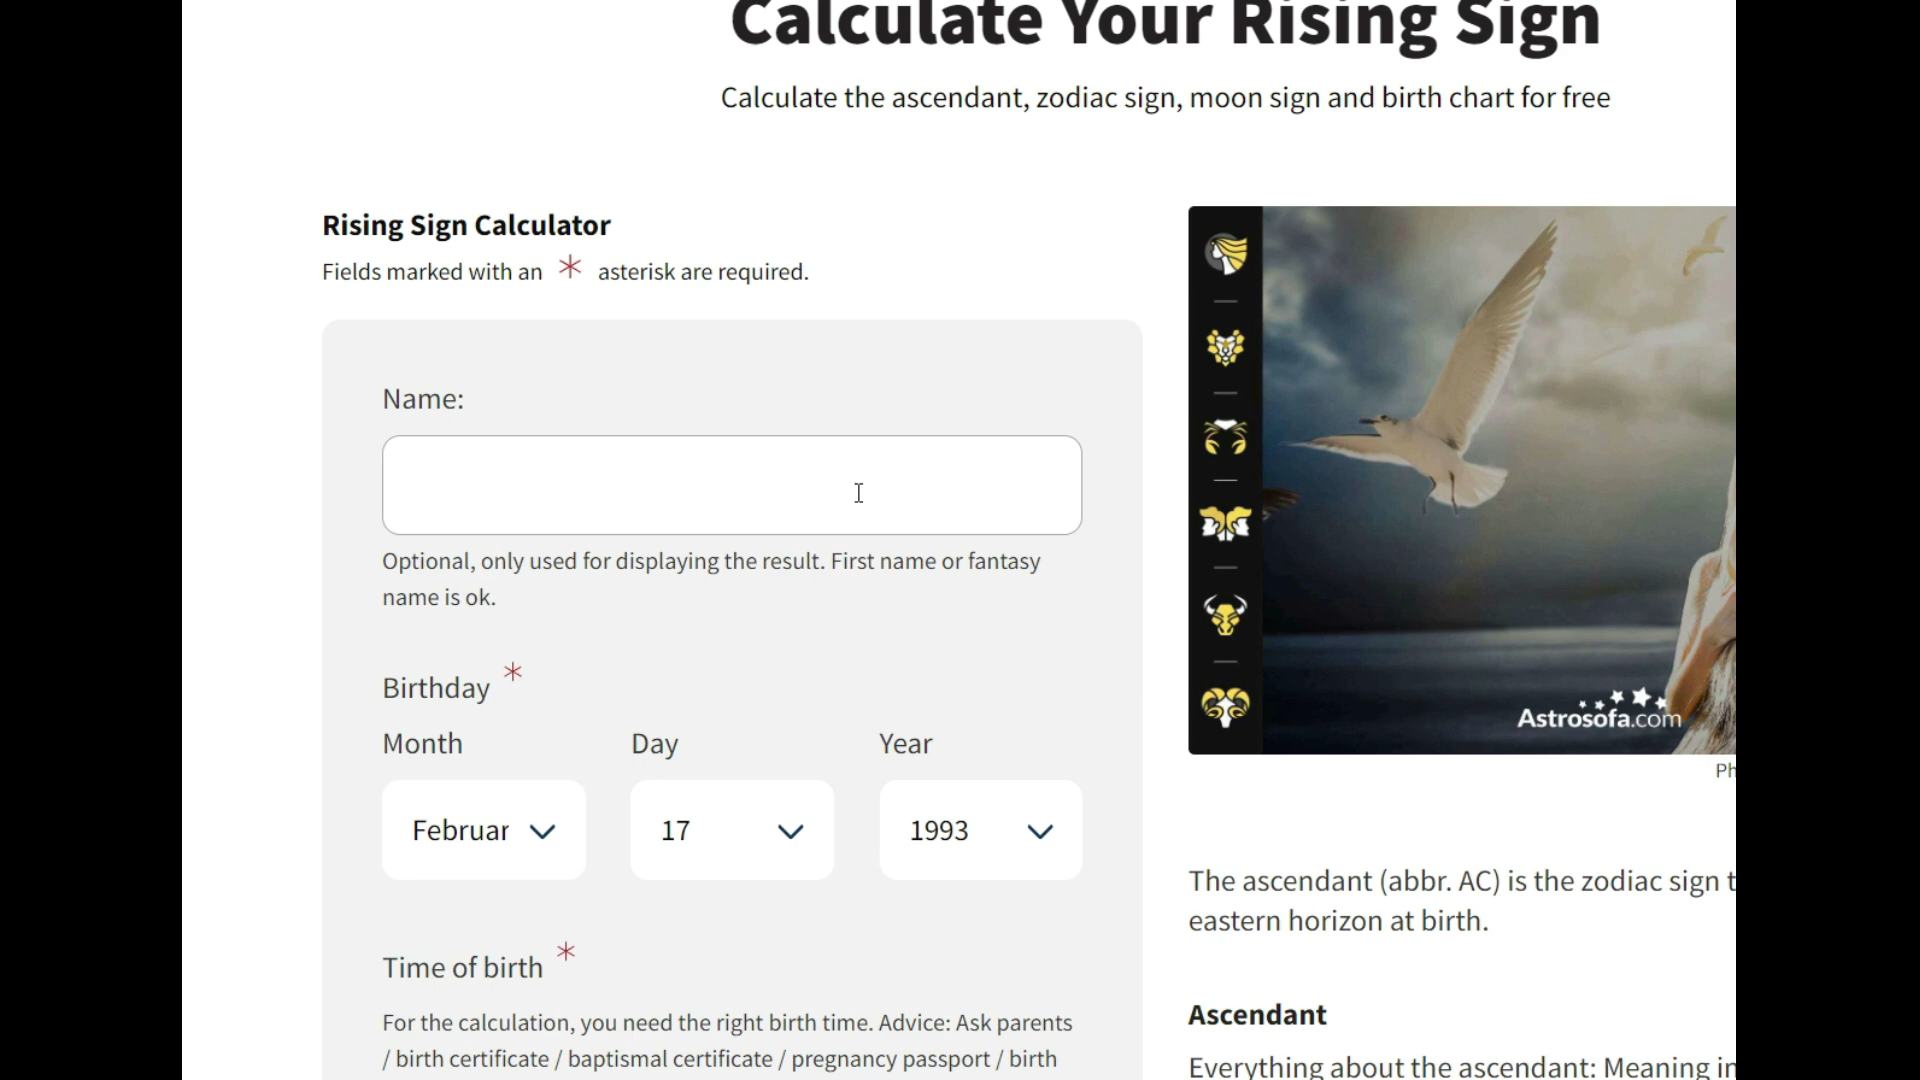 Calculate Your Rising Sign
Calculate the ascendant, zodiac sign, moon sign and birth chart for free
Rising Sign Calculator
Fields marked with an * asterisk are required.
Name:
Optional, only used for displaying the result. First name or fantasy
name is ok.
Birthday *
Month Day Year
Februar 17 1993
Time of birth *
For the calculation, you need the right birth time. Advice: Ask parents
/ birth certificate / baptismal certificate / pregnancy passport / birth
Astrosofa.com
Ph
The ascendant (abbr. AC) is the zodiac sign t
eastern horizon at birth.
Ascendant
Everything about the ascendant: Meaning in